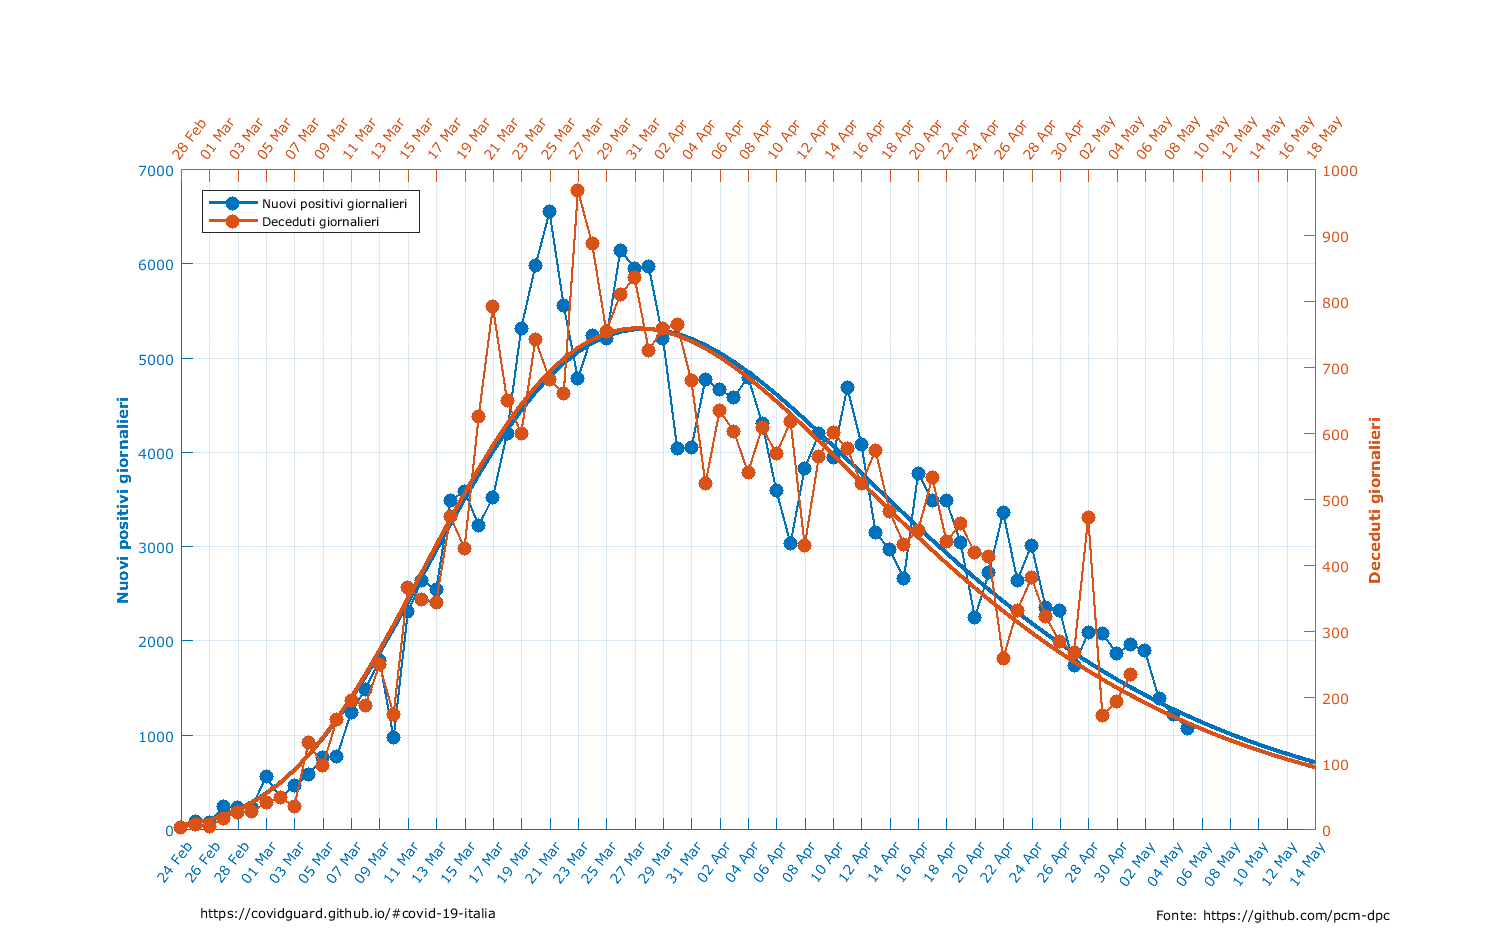 28 Feb
01 Mar
03 Mar
05 Mar
07 Mar
09 Mar
11 Mar
13 Mar
15 Mar
17 Mar
19 Mar
21 Mar
23 Mar
25 Mar
27 Mar
29 Mar
31 Mar
02 Apr
04 Apr
06 Apr
08 Apr
10 Apr
12 Apr
14 Apr
16 Apr
18 Apr
20 Apr
22 Apr
24 Apr
26 Apr
28 Apr
30 Apr
02 May
04 May
06 May
08 May
10 May
12 May
14 May
16 May
18 May
Nuovi positivi giornalieri
Deceduti giornalieri
Nuovi positivi giornalieri
7000
6000
5000
4000
3000
2000
1000
0
1000
900
800
700
600
500
400
300
200
100
0
Deceduti giornalieri
24 Feb
26 Feb
28 Feb
01 Mar
03 Mar
05 Mar
07 Mar
09 Mar
11 Mar
13 Mar
15 Mar
17 Mar
19 Mar
21 Mar
23 Mar
25 Mar
27 Mar
29 Mar
31 Mar
02 Apr
04 Apr
06 Apr
08 Apr
10 Apr
12 Apr
14 Apr
16 Apr
18 Apr
20 Apr
22 Apr
24 Apr
26 Apr
28 Apr
30 Apr
02 May
04 May
06 May
08 May
10 May
12 May
14 May
https://covidguard.github.io/#covid-19-italia
Fonte: https://github.com/pcm-dpc